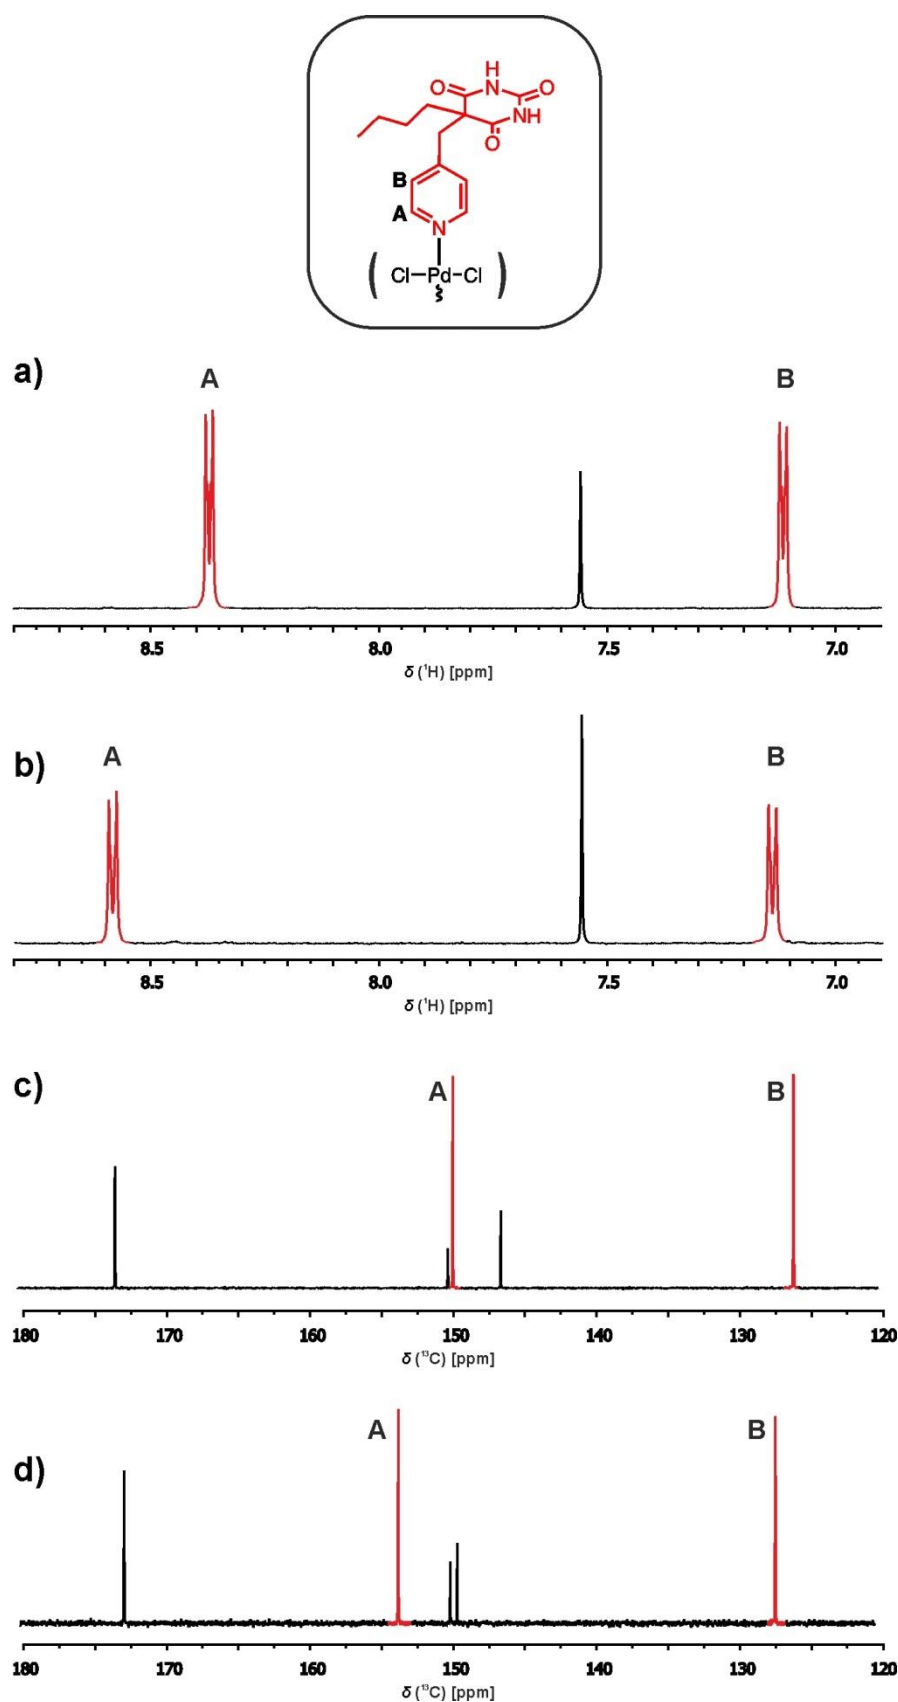 H
O N O
NH
O
B
A
N
( Cl–Pd–Cl )
a)
A B
8.5 8.0 7.5 7.0
δ (¹H) [ppm]
b)
A B
8.5 8.0 7.5 7.0
δ (¹H) [ppm]
c)
A B
180 170 160 150 140 130 120
δ (¹³C) [ppm]
d)
A B
180 170 160 150 140 130 120
δ (¹³C) [ppm]